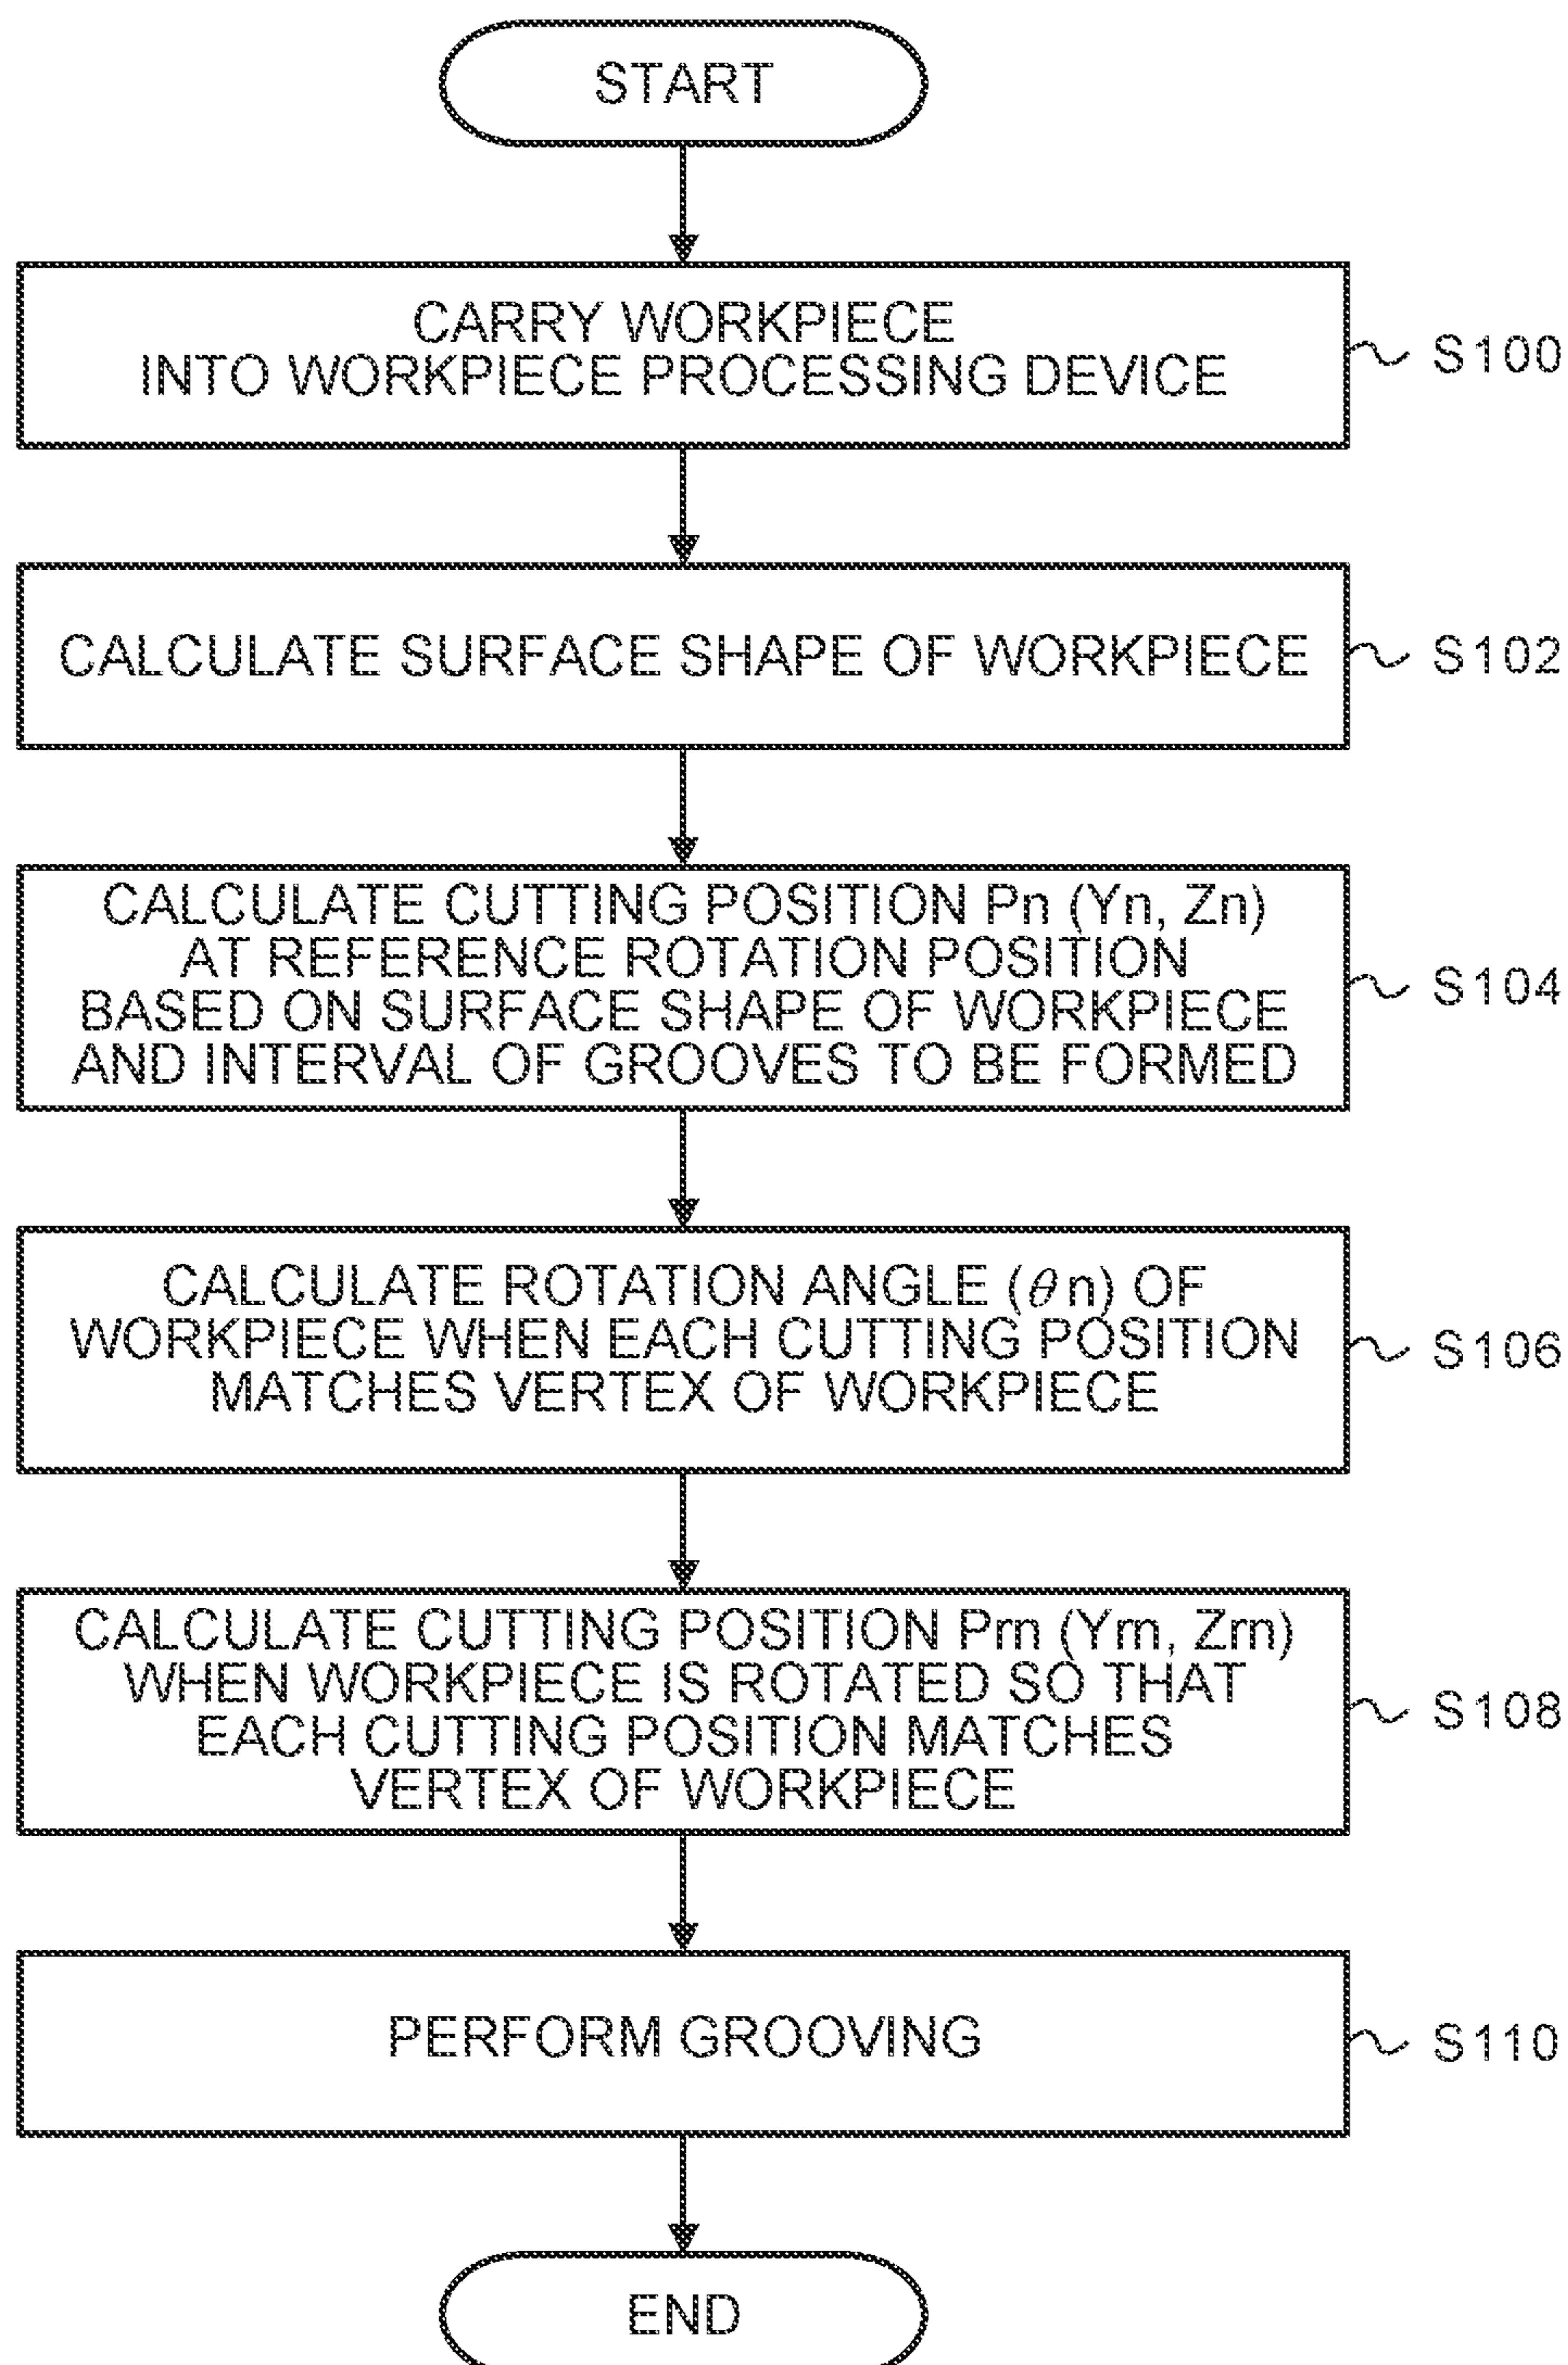 START
CARRY WORKPIECE
INTO WORKPIECE PROCESSING DEVICE
S100
CALCULATE SURFACE SHAPE OF WORKPIECE
S102
CALCULATE CUTTING POSITION Pn (Yn, Zn)
AT REFERENCE ROTATION POSITION
BASED ON SURFACE SHAPE OF WORKPIECE
AND INTERVAL OF GROOVES TO BE FORMED
S104
CALCULATE ROTATION ANGLE (θn) OF
WORKPIECE WHEN EACH CUTTING POSITION
MATCHES VERTEX OF WORKPIECE
S106
CALCULATE CUTTING POSITION Prn (Yrn, Zrn)
WHEN WORKPIECE IS ROTATED SO THAT
EACH CUTTING POSITION MATCHES
VERTEX OF WORKPIECE
S108
PERFORM GROOVING
S110
END